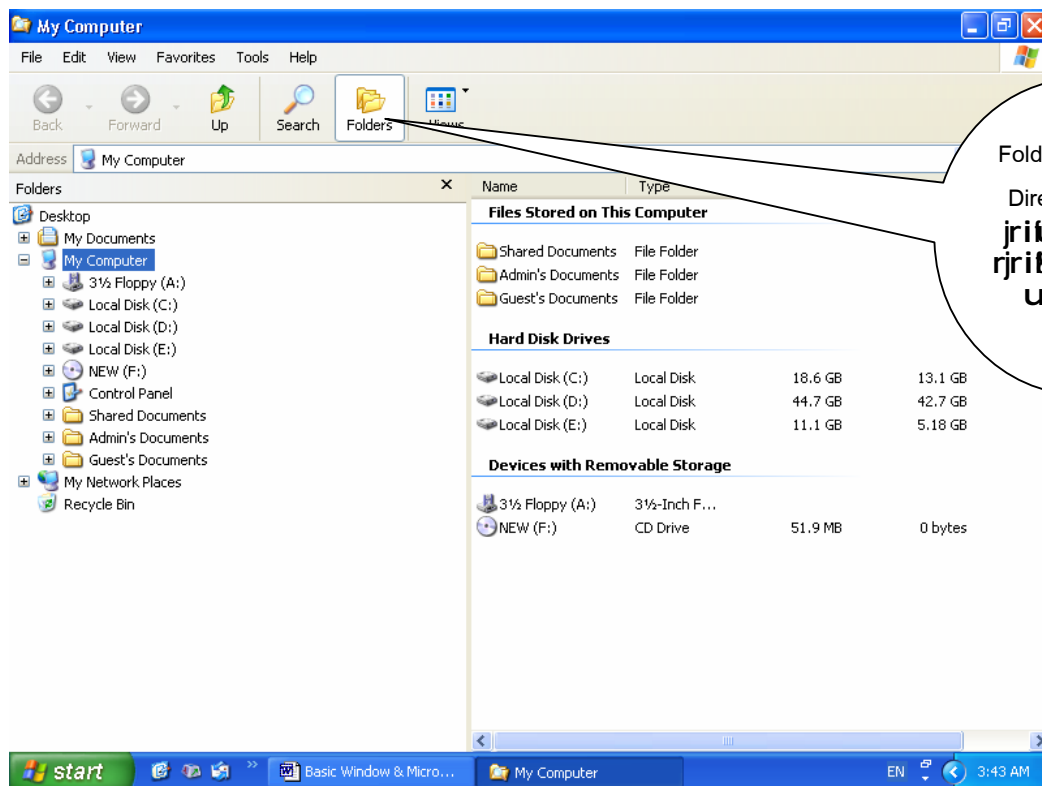 My Computer
File Edit View Favorites Tools Help
Back Forward Up Search Folders Views
Address My Computer
Folders
Desktop
My Documents
My Computer
3½ Floppy (A:)
Local Disk (C:)
Local Disk (D:)
Local Disk (E:)
NEW (F:)
Control Panel
Shared Documents
Admin's Documents
Guest's Documents
My Network Places
Recycle Bin
Name Type
Files Stored on This Computer
Shared Documents File Folder
Admin's Documents File Folder
Guest's Documents File Folder
Hard Disk Drives
Local Disk (C:) Local Disk 18.6 GB 13.1 GB
Local Disk (D:) Local Disk 44.7 GB 42.7 GB
Local Disk (E:) Local Disk 11.1 GB 5.18 GB
Devices with Removable Storage
3½ Floppy (A:) 3½-Inch F...
NEW (F:) CD Drive 51.9 MB 0 bytes
Fold
Dire
start Basic Window & Micro... My Computer EN 3:43 AM